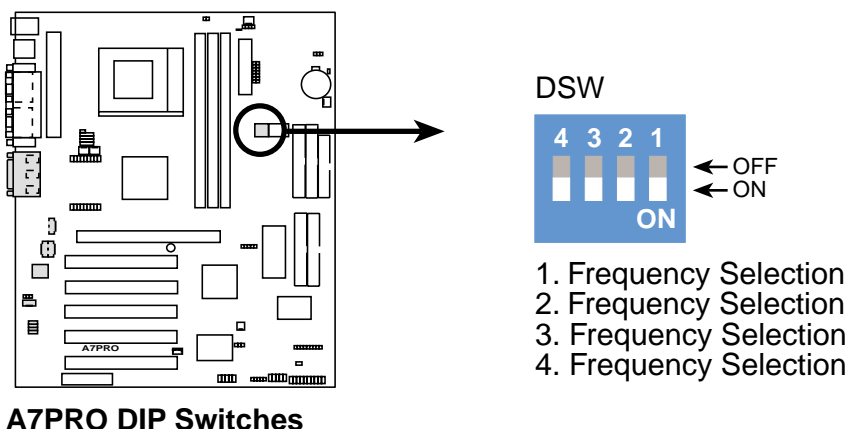 DSW
4 3 2 1
OFF
ON
ON
1. Frequency Selection
2. Frequency Selection
3. Frequency Selection
4. Frequency Selection
A7PRO
A7PRO DIP Switches